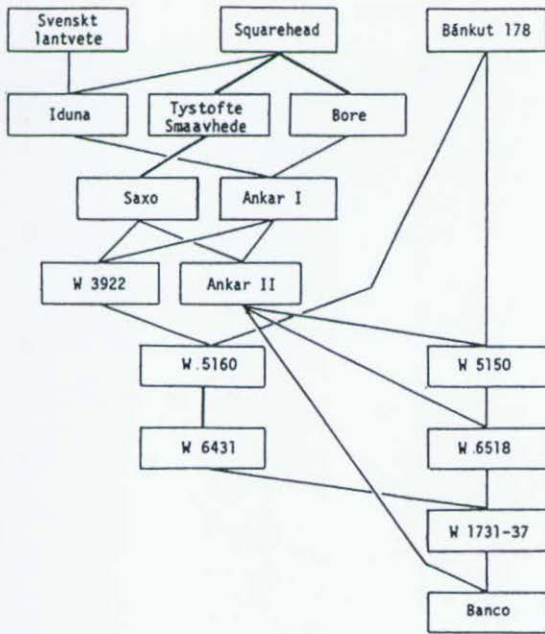 Svenskt
lantvete
Squarehead
Bánkut 178
Iduna
Tystofte
Smaavhede
Bore
Saxo
Ankar I
W 3922
Ankar II
W.5160
W 5150
W 6431
W.6518
W 1731-37
Banco